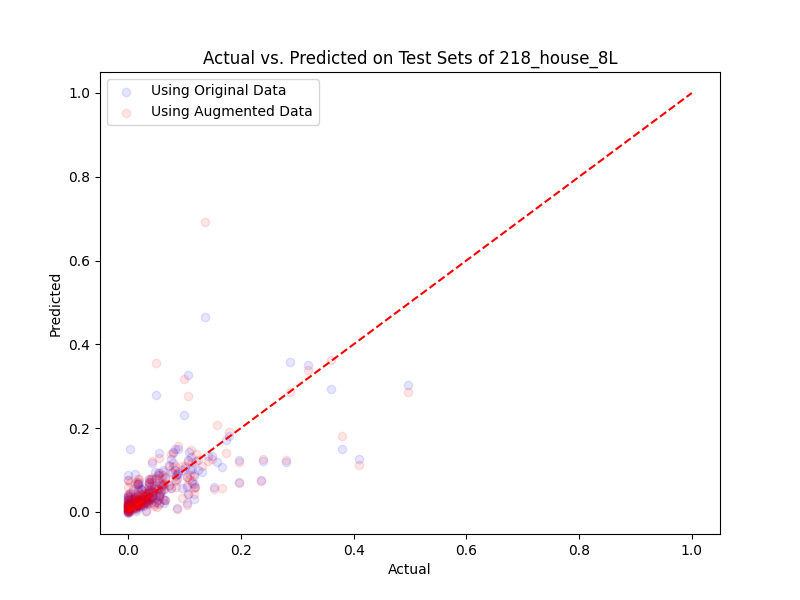 Actual vs. Predicted on Test Sets of 218_house_8L
Using Original Data
Using Augmented Data
1.0
0.8
0.6
0.4
0.2
0.0
Predicted
0.0 0.2 0.4 0.6 0.8 1.0
Actual